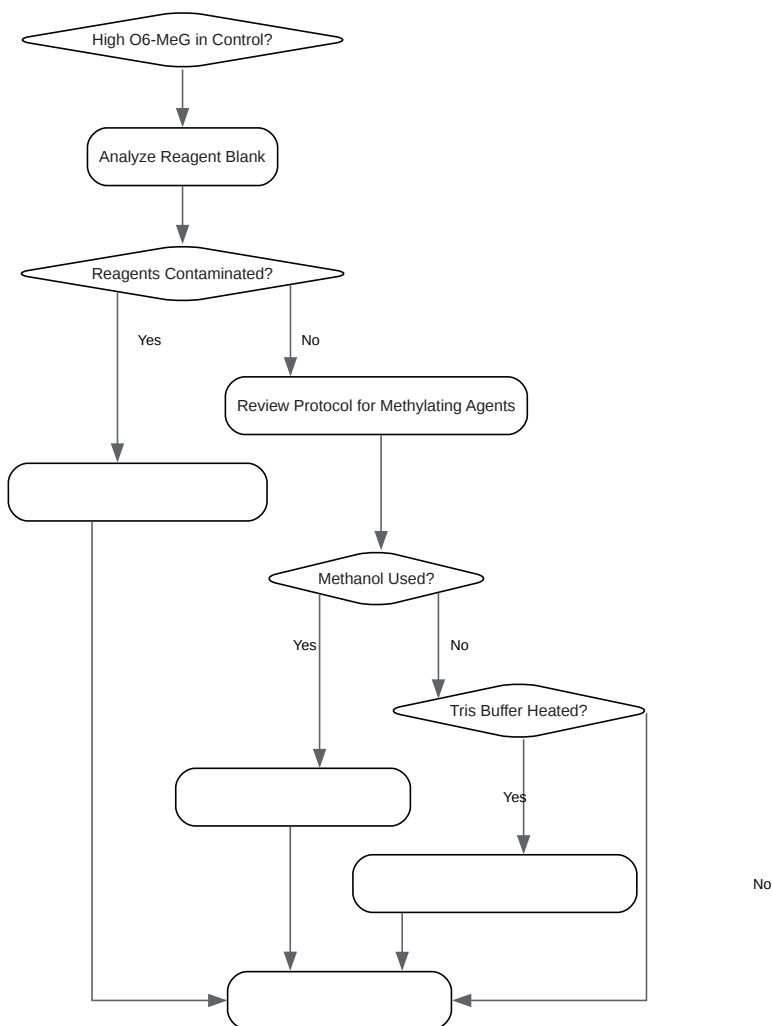 High O6-MeG in Control?
Analyze Reagent Blank
Reagents Contaminated?
Yes
No
Review Protocol for Methylating Agents
Methanol Used?
Yes
No
Tris Buffer Heated?
Yes
No